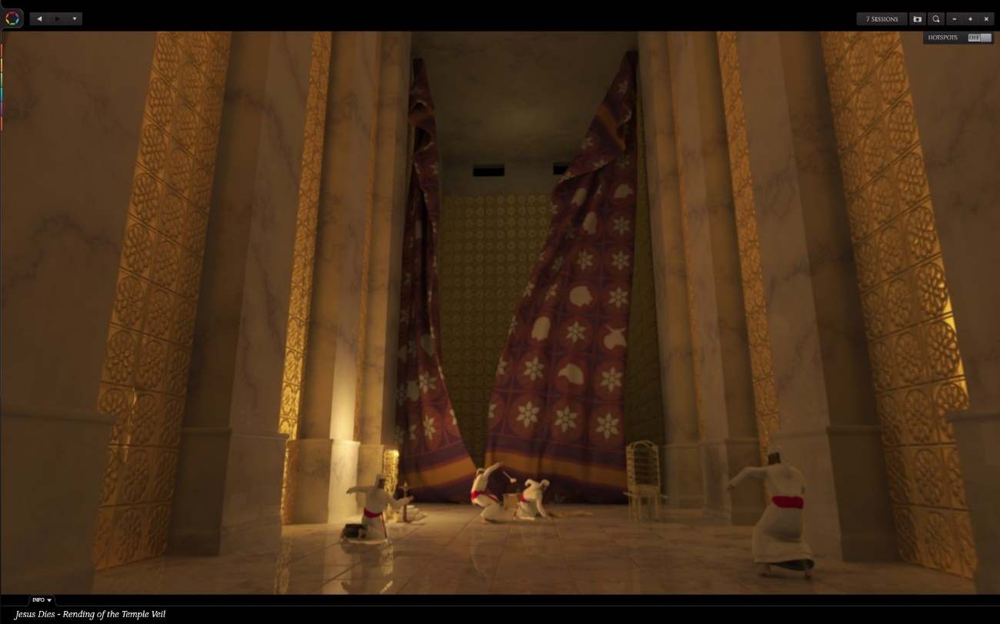 7 SESSIONS
HOTSPOTS OFF
INFO
Jesus Dies - Rending of the Temple Veil